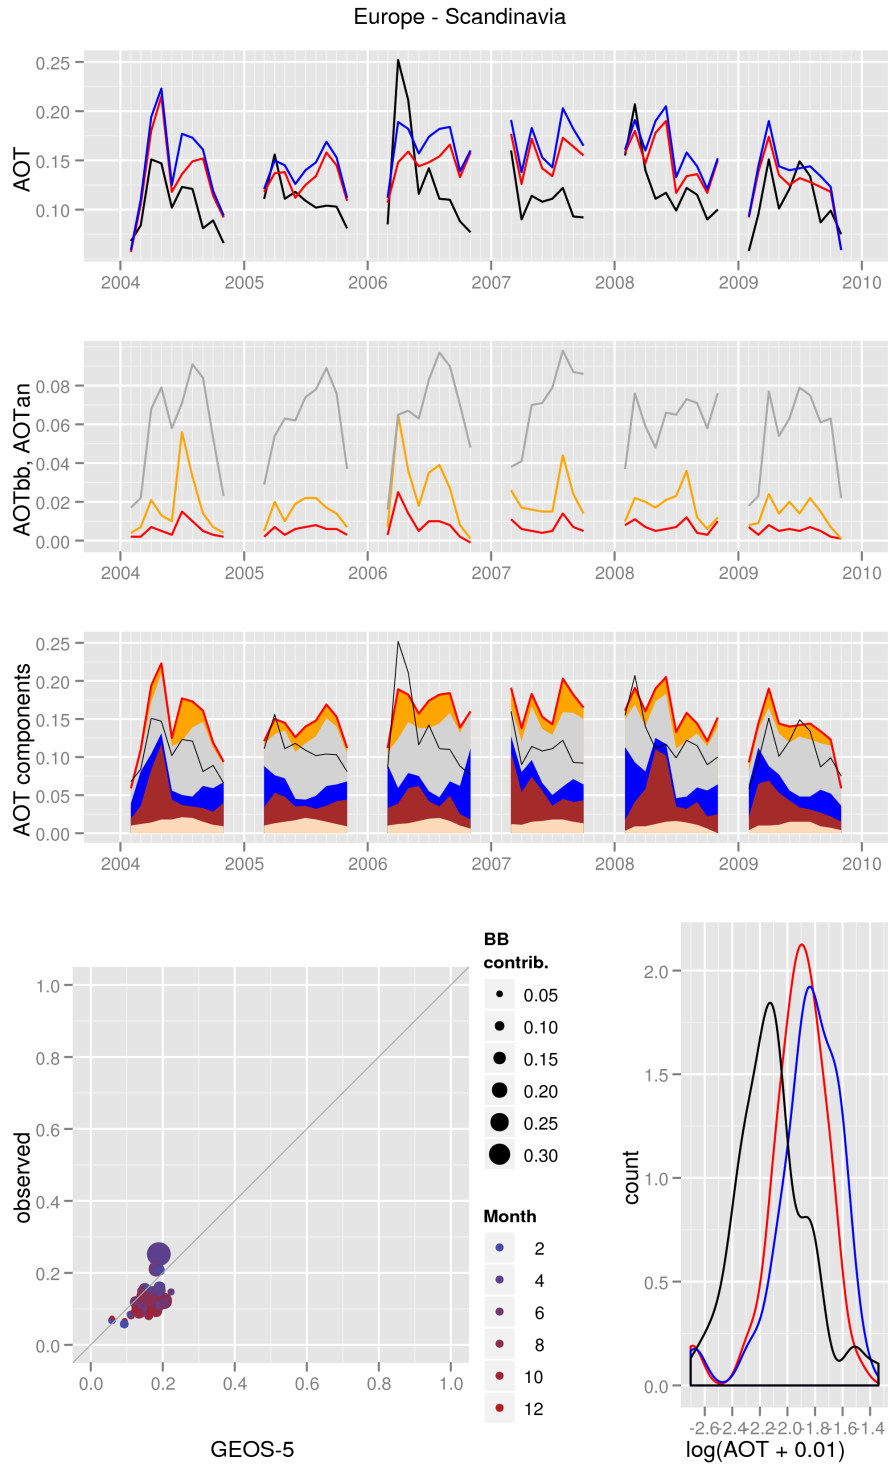 Europe - Scandinavia
AOT
0.25
0.20
0.15
0.10
2004 2005 2006 2007 2008 2009 2010
AOTbb, AOTan
0.08
0.06
0.04
0.02
0.00
2004 2005 2006 2007 2008 2009 2010
AOT components
0.25
0.20
0.15
0.10
0.05
0.00
2004 2005 2006 2007 2008 2009 2010
observed
1.0
0.8
0.6
0.4
0.2
0.0
0.0 0.2 0.4 0.6 0.8 1.0
GEOS-5
BB
contrib.
0.05
0.10
0.15
0.20
0.25
0.30
Month
2
4
6
8
10
12
count
2.0
1.5
1.0
0.5
0.0
-2.6 -2.4 -2.2 -2.0 -1.8 -1.6 -1.4
log(AOT + 0.01)